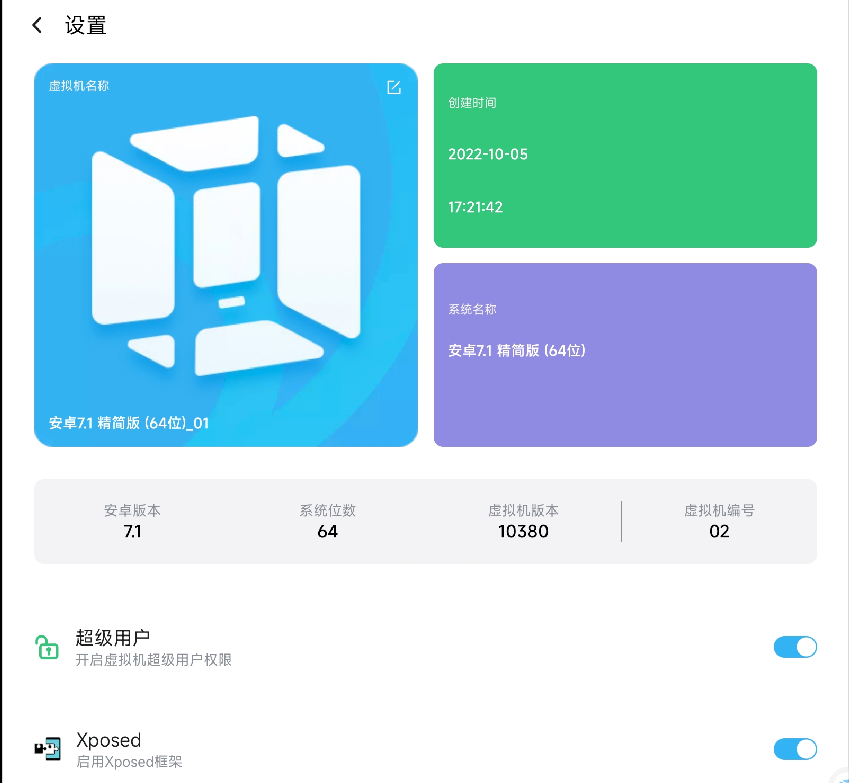 设置
虚拟机名称
安卓7.1 精简版 (64位)_01
创建时间
2022-10-05
17:21:42
系统名称
安卓7.1 精简版 (64位)
安卓版本
7.1
系统位数
64
虚拟机版本
10380
虚拟机编号
02
超级用户
开启虚拟机超级用户权限
Xposed
启用Xposed框架